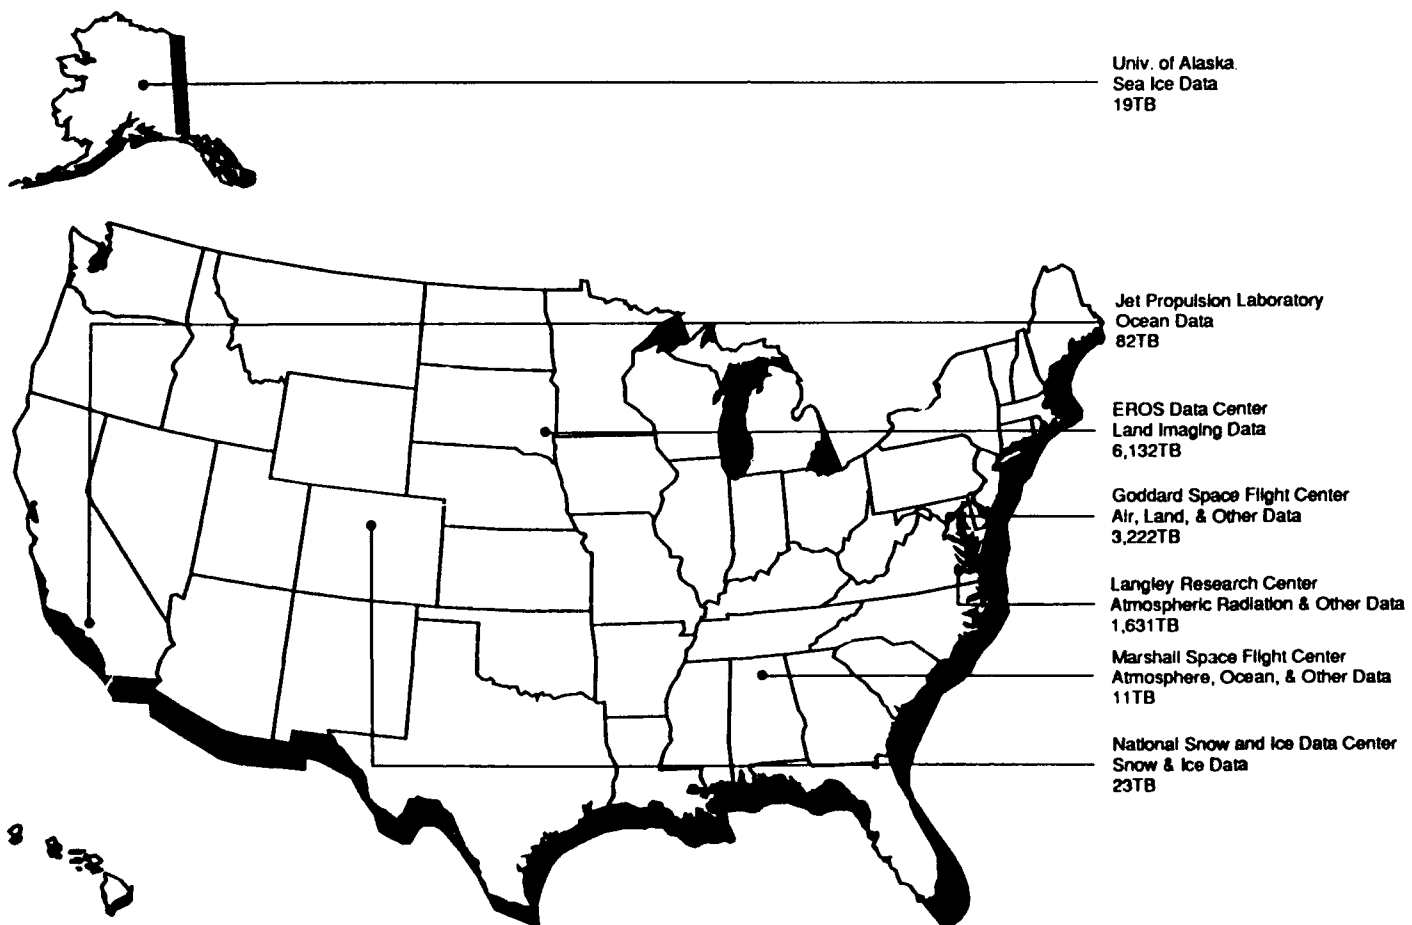 Univ. of Alaska
Sea Ice Data
19TB
Jet Propulsion Laboratory
Ocean Data
82TB
EROS Data Center
Land Imaging Data
6,132TB
Goddard Space Flight Center
Air, Land, & Other Data
3,222TB
Langley Research Center
Atmospheric Radiation & Other Data
1,631TB
Marshall Space Flight Center
Atmosphere, Ocean, & Other Data
11TB
National Snow and Ice Data Center
Snow & Ice Data
23TB